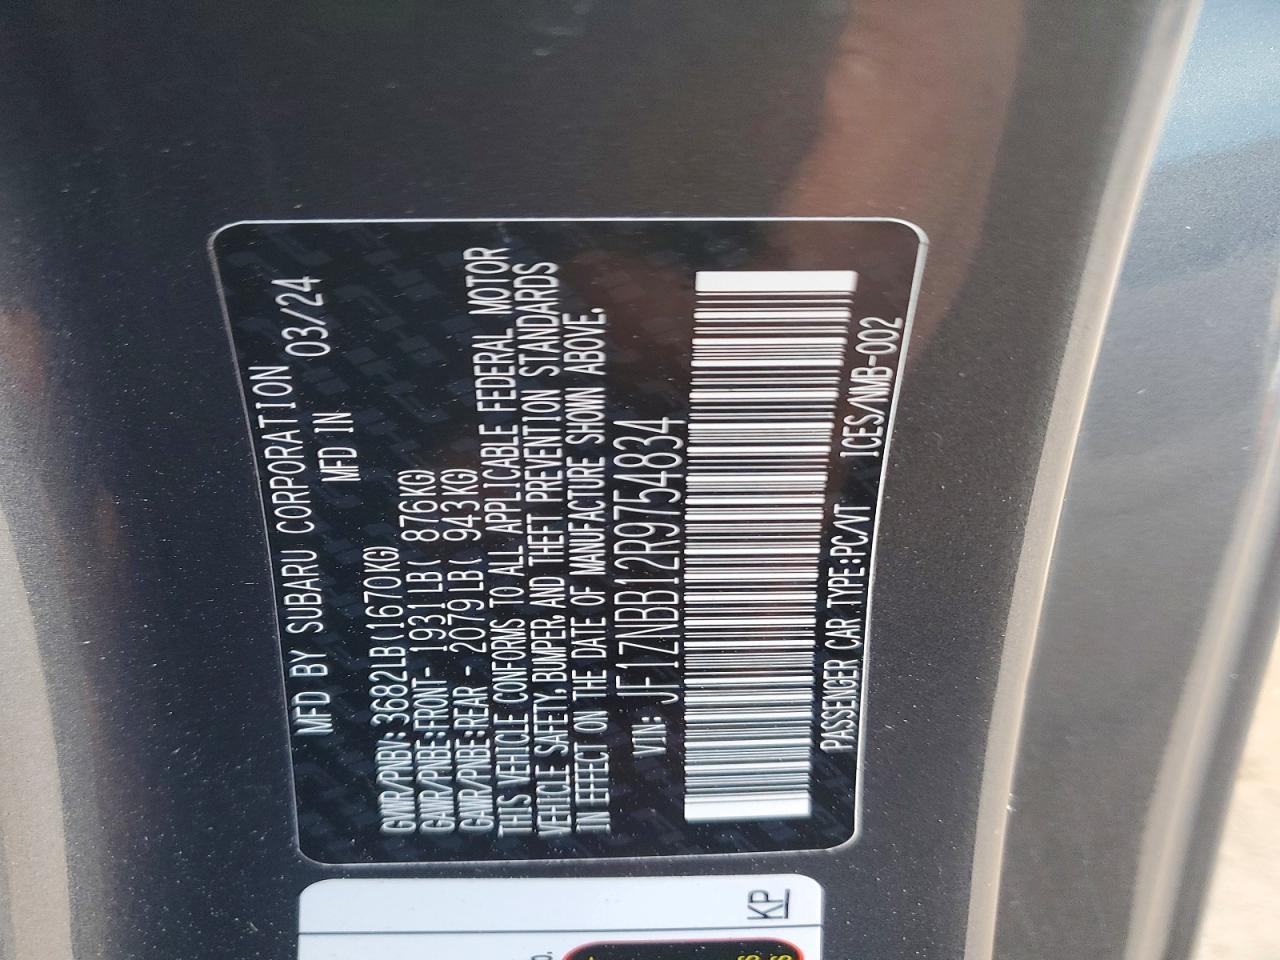 MFD BY SUBARU CORPORATION
MFD IN 03/24
GVWR/PNBV: 3682LB(1670KG)
GAWR/PNBE:FRONT- 1931LB( 876KG)
GAWR/PNBE:REAR - 2079LB( 943KG)
THIS VEHICLE CONFORMS TO ALL APPLICABLE FEDERAL MOTOR
VEHICLE SAFETY,BUMPER,AND THEFT PREVENTION STANDARDS
IN EFFECT ON THE DATE OF MANUFACTURE SHOWN ABOVE.
VIN: JF1ZNBB12R9754834
PASSENGER CAR TYPE:PC/VT ICES/NMB-002
KP